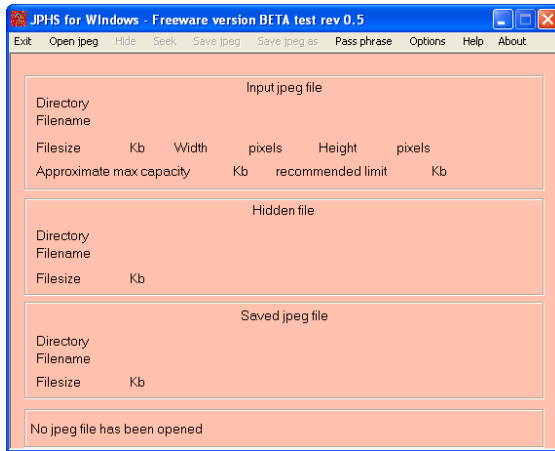 JPHS for WIndows - Freeware version BETA test rev 0.5
Exit Open jpeg Hide Seek Save jpeg Save jpeg as Pass phrase Options Help About
Input jpeg file
Directory
Filename
Filesize Kb Width pixels Height pixels
Approximate max capacity Kb recommended limit Kb
Hidden file
Directory
Filename
Filesize Kb
Saved jpeg file
Directory
Filename
Filesize Kb
No jpeg file has been opened